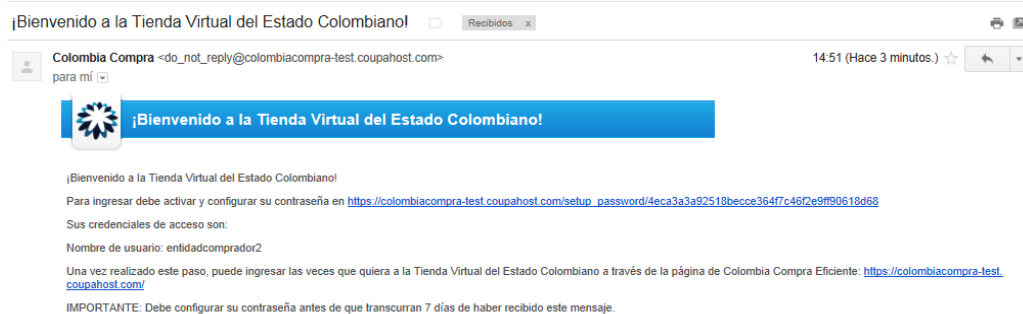 ¡Bienvenido a la Tienda Virtual del Estado Colombiano!
Recibidos x
Colombia Compra <do_not_reply@colombiacompra-test.coupahost.com>
14:51 (Hace 3 minutos.)
para mí
¡Bienvenido a la Tienda Virtual del Estado Colombiano!
¡Bienvenido a la Tienda Virtual del Estado Colombiano!
Para ingresar debe activar y configurar su contraseña en https://colombiacompra-test.coupahost.com/setup_password/4eca3a3a92518becce364f7c46f2e9ff90618d68
Sus credenciales de acceso son:
Nombre de usuario: entidadcomprador2
Una vez realizado este paso, puede ingresar las veces que quiera a la Tienda Virtual del Estado Colombiano a través de la página de Colombia Compra Eficiente: https://colombiacompra-test.
coupahost.com/
IMPORTANTE: Debe configurar su contraseña antes de que transcurran 7 días de haber recibido este mensaje.